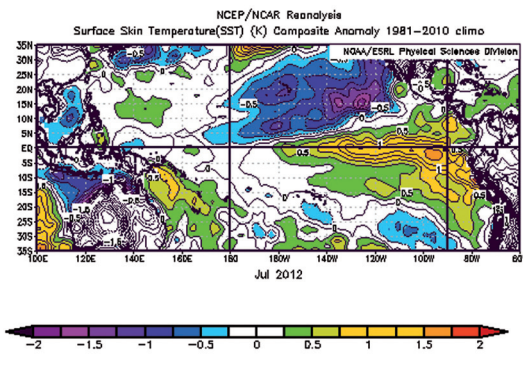 NCEP/NCAR Reanalysis
Surface Skin Temperature(SST) (K) Composite Anomaly 1981-2010 climo
NOAA/ESRL Physical Sciences Division
35N
30N
25N
20N
15N
10N
5N
EQ
5S
10S
15S
20S
25S
30S
35S
100E 120E 140E 160E 180 160W 140W 120W 100W 80W
Jul 2012
-2 -1.5 -1 -0.5 0 0.5 1 1.5 2